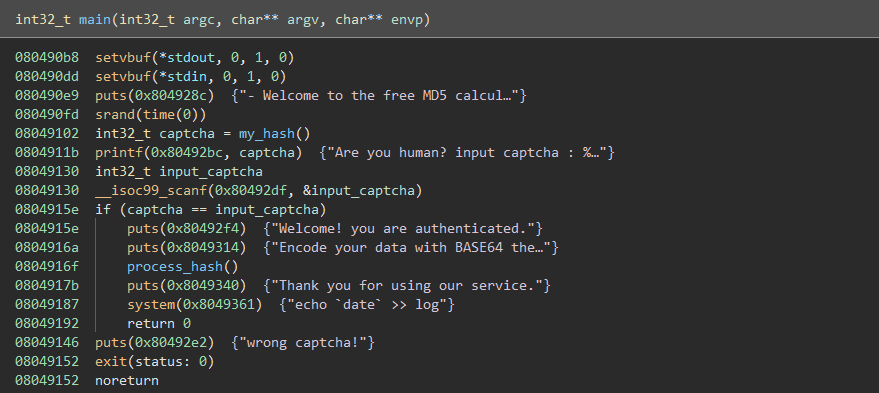 int32_t main(int32_t argc, char** argv, char** envp)
080490b8 setvbuf(*stdout, 0, 1, 0)
080490dd setvbuf(*stdin, 0, 1, 0)
080490e9 puts(0x804928c) {"- Welcome to the free MD5 calcul…"}
080490fd srand(time(0))
08049102 int32_t captcha = my_hash()
0804911b printf(0x80492bc, captcha) {"Are you human? input captcha : %…"}
08049130 int32_t input_captcha
08049130 __isoc99_scanf(0x80492df, &input_captcha)
0804915e if (captcha == input_captcha)
0804915e puts(0x80492f4) {"Welcome! you are authenticated."}
0804916a puts(0x8049314) {"Encode your data with BASE64 the…"}
0804916f process_hash()
0804917b puts(0x8049340) {"Thank you for using our service."}
08049187 system(0x8049361) {"echo `date` >> log"}
08049192 return 0
08049146 puts(0x80492e2) {"wrong captcha!"}
08049152 exit(status: 0)
08049152 noreturn